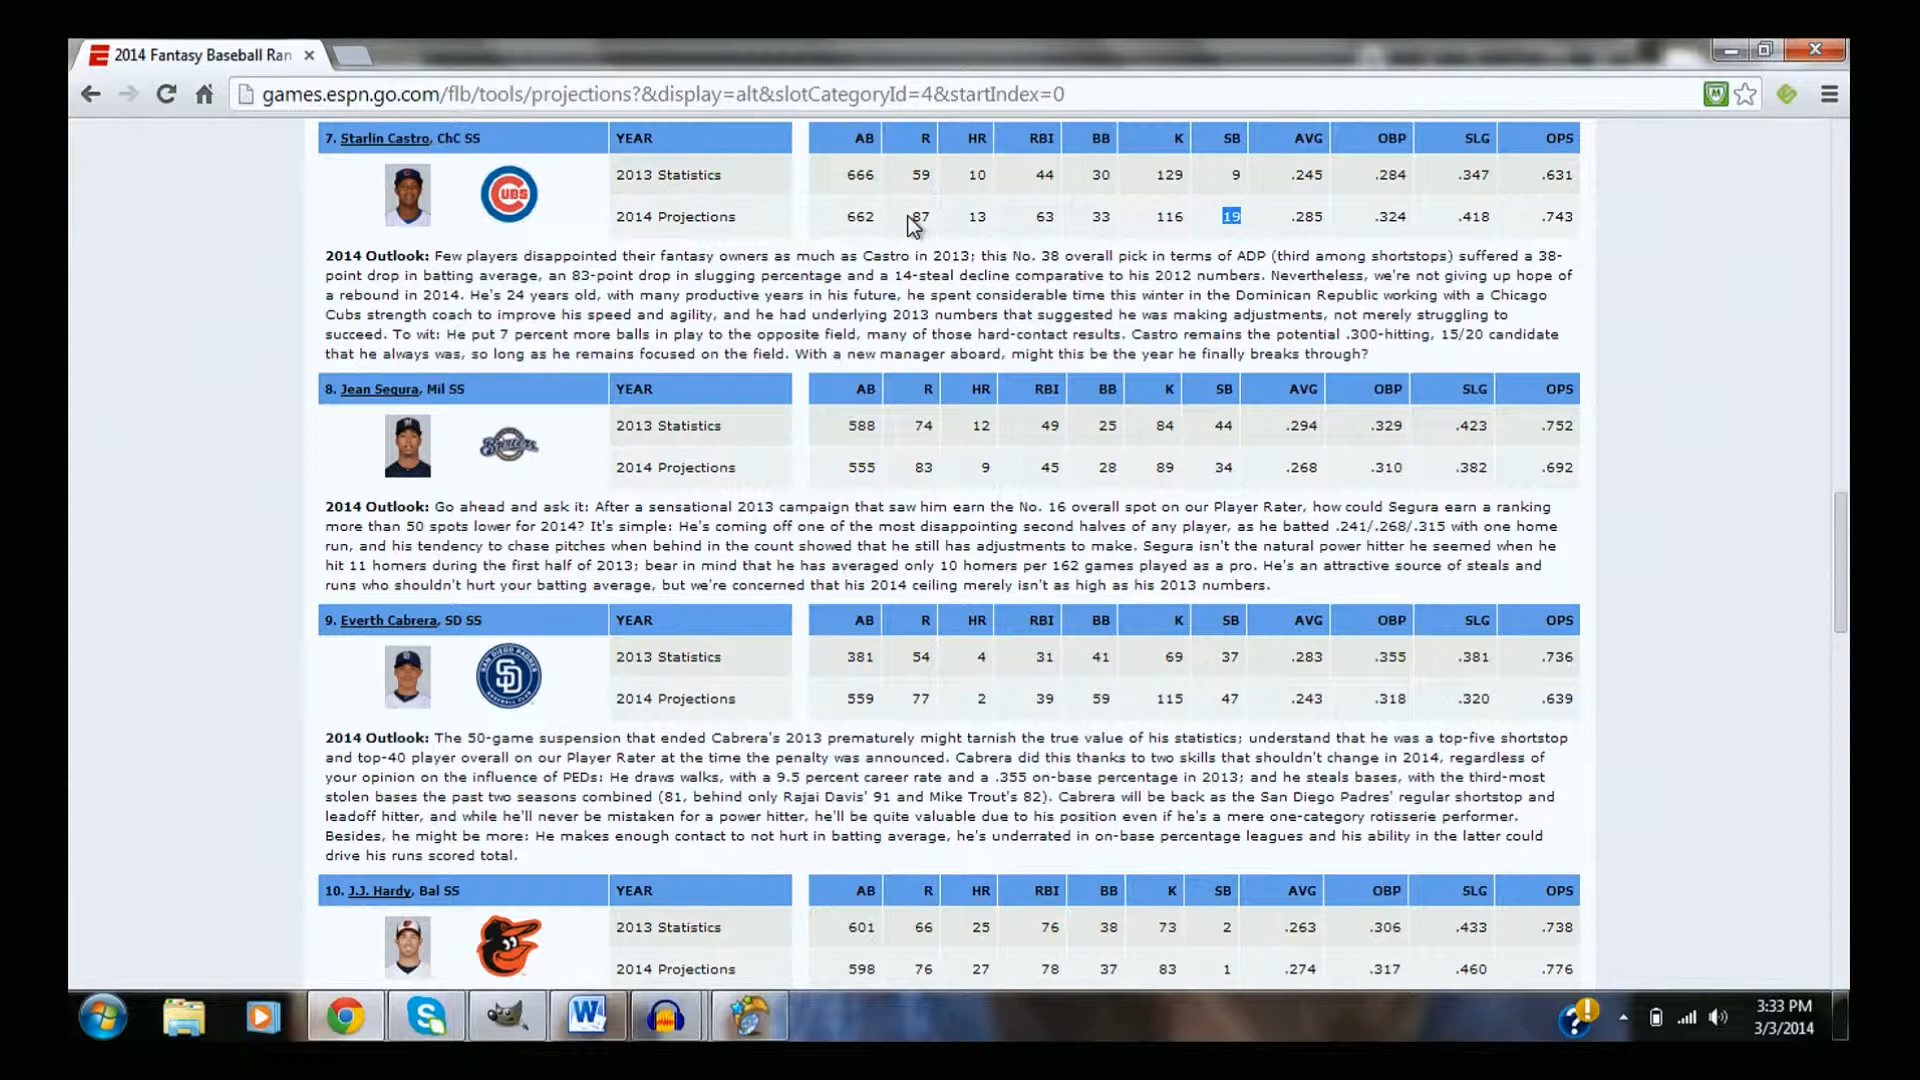 2014 Fantasy Baseball Ran
games.espn.go.com/flb/tools/projections?&display=alt&slotCategoryId=4&startIndex=0
7. Starlin Castro, ChC SS YEAR AB R HR RBI BB K SB AVG OBP SLG OPS
CUBS 2013 Statistics 666 59 10 44 30 129 9 .245 .284 .347 .631
2014 Projections 662 87 13 63 33 116 19 .285 .324 .418 .743
2014 Outlook: Few players disappointed their fantasy owners as much as Castro in 2013; this No. 38 overall pick in terms of ADP (third among shortstops) suffered a 38-
point drop in batting average, an 83-point drop in slugging percentage and a 14-steal decline comparative to his 2012 numbers. Nevertheless, we're not giving up hope of
a rebound in 2014. He's 24 years old, with many productive years in his future, he spent considerable time this winter in the Dominican Republic working with a Chicago
Cubs strength coach to improve his speed and agility, and he had underlying 2013 numbers that suggested he was making adjustments, not merely struggling to
succeed. To wit: He put 7 percent more balls in play to the opposite field, many of those hard-contact results. Castro remains the potential .300-hitting, 15/20 candidate
that he always was, so long as he remains focused on the field. With a new manager aboard, might this be the year he finally breaks through?
8. Jean Segura, Mil SS YEAR AB R HR RBI BB K SB AVG OBP SLG OPS
2013 Statistics 588 74 12 49 25 84 44 .294 .329 .423 .752
Brewers
2014 Projections 555 83 9 45 28 89 34 .268 .310 .382 .692
2014 Outlook: Go ahead and ask it: After a sensational 2013 campaign that saw him earn the No. 16 overall spot on our Player Rater, how could Segura earn a ranking
more than 50 spots lower for 2014? It's simple: He's coming off one of the most disappointing second halves of any player, as he batted .241/.268/.315 with one home
run, and his tendency to chase pitches when behind in the count showed that he still has adjustments to make. Segura isn't the natural power hitter he seemed when he
hit 11 homers during the first half of 2013; bear in mind that he has averaged only 10 homers per 162 games played as a pro. He's an attractive source of steals and
runs who shouldn't hurt your batting average, but we're concerned that his 2014 ceiling merely isn't as high as his 2013 numbers.
9. Everth Cabrera, SD SS YEAR AB R HR RBI BB K SB AVG OBP SLG OPS
2013 Statistics 381 54 4 31 41 69 37 .283 .355 .381 .736
SAN DIEGO PADRES SD BASEBALL CLUB
2014 Projections 559 77 2 39 59 115 47 .243 .318 .320 .639
2014 Outlook: The 50-game suspension that ended Cabrera's 2013 prematurely might tarnish the true value of his statistics; understand that he was a top-five shortstop
and top-40 player overall on our Player Rater at the time the penalty was announced. Cabrera did this thanks to two skills that shouldn't change in 2014, regardless of
your opinion on the influence of PEDs: He draws walks, with a 9.5 percent career rate and a .355 on-base percentage in 2013; and he steals bases, with the third-most
stolen bases the past two seasons combined (81, behind only Rajai Davis' 91 and Mike Trout's 82). Cabrera will be back as the San Diego Padres' regular shortstop and
leadoff hitter, and while he'll never be mistaken for a power hitter, he'll be quite valuable due to his position even if he's a mere one-category rotisserie performer.
Besides, he might be more: He makes enough contact to not hurt in batting average, he's underrated in on-base percentage leagues and his ability in the latter could
drive his runs scored total.
10. J.J. Hardy, Bal SS YEAR AB R HR RBI BB K SB AVG OBP SLG OPS
2013 Statistics 601 66 25 76 38 73 2 .263 .306 .433 .738
2014 Projections 598 76 27 78 37 83 1 .274 .317 .460 .776
3:33 PM
3/3/2014